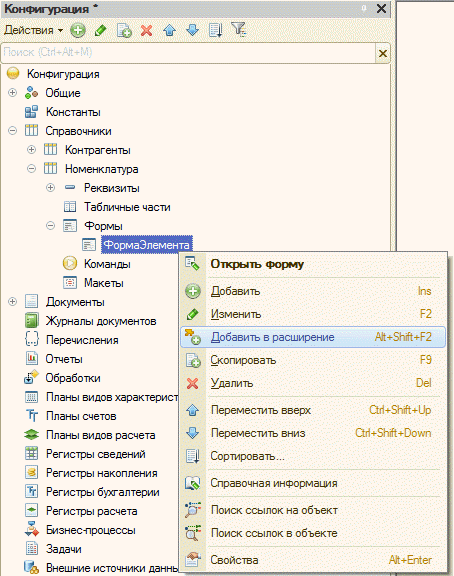 Конфигурация *
Действия
Поиск (Ctrl+Alt+M)
Конфигурация
Общие
Константы
Справочники
Контрагенты
Номенклатура
Реквизиты
Табличные части
Формы
ФормаЭлемента
Команды
Макеты
Документы
Журналы документов
Перечисления
Отчеты
Обработки
Планы видов характерист
Планы счетов
Планы видов расчета
Регистры сведений
Регистры накопления
Регистры бухгалтерии
Регистры расчета
Бизнес-процессы
Задачи
Внешние источники данны
Открыть форму
Добавить Ins
Изменить F2
Добавить в расширение Alt+Shift+F2
Скопировать F9
Удалить Del
Переместить вверх Ctrl+Shift+Up
Переместить вниз Ctrl+Shift+Down
Сортировать...
Справочная информация
Поиск ссылок на объект
Поиск ссылок в объекте
Свойства Alt+Enter